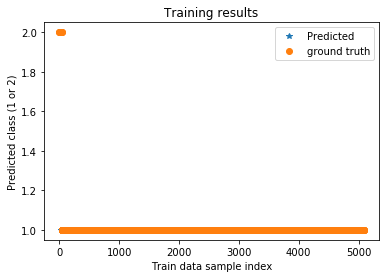 Training results
Predicted
ground truth
Predicted class (1 or 2)
2.0
1.8
1.6
1.4
1.2
1.0
0
1000
2000
3000
4000
5000
Train data sample index